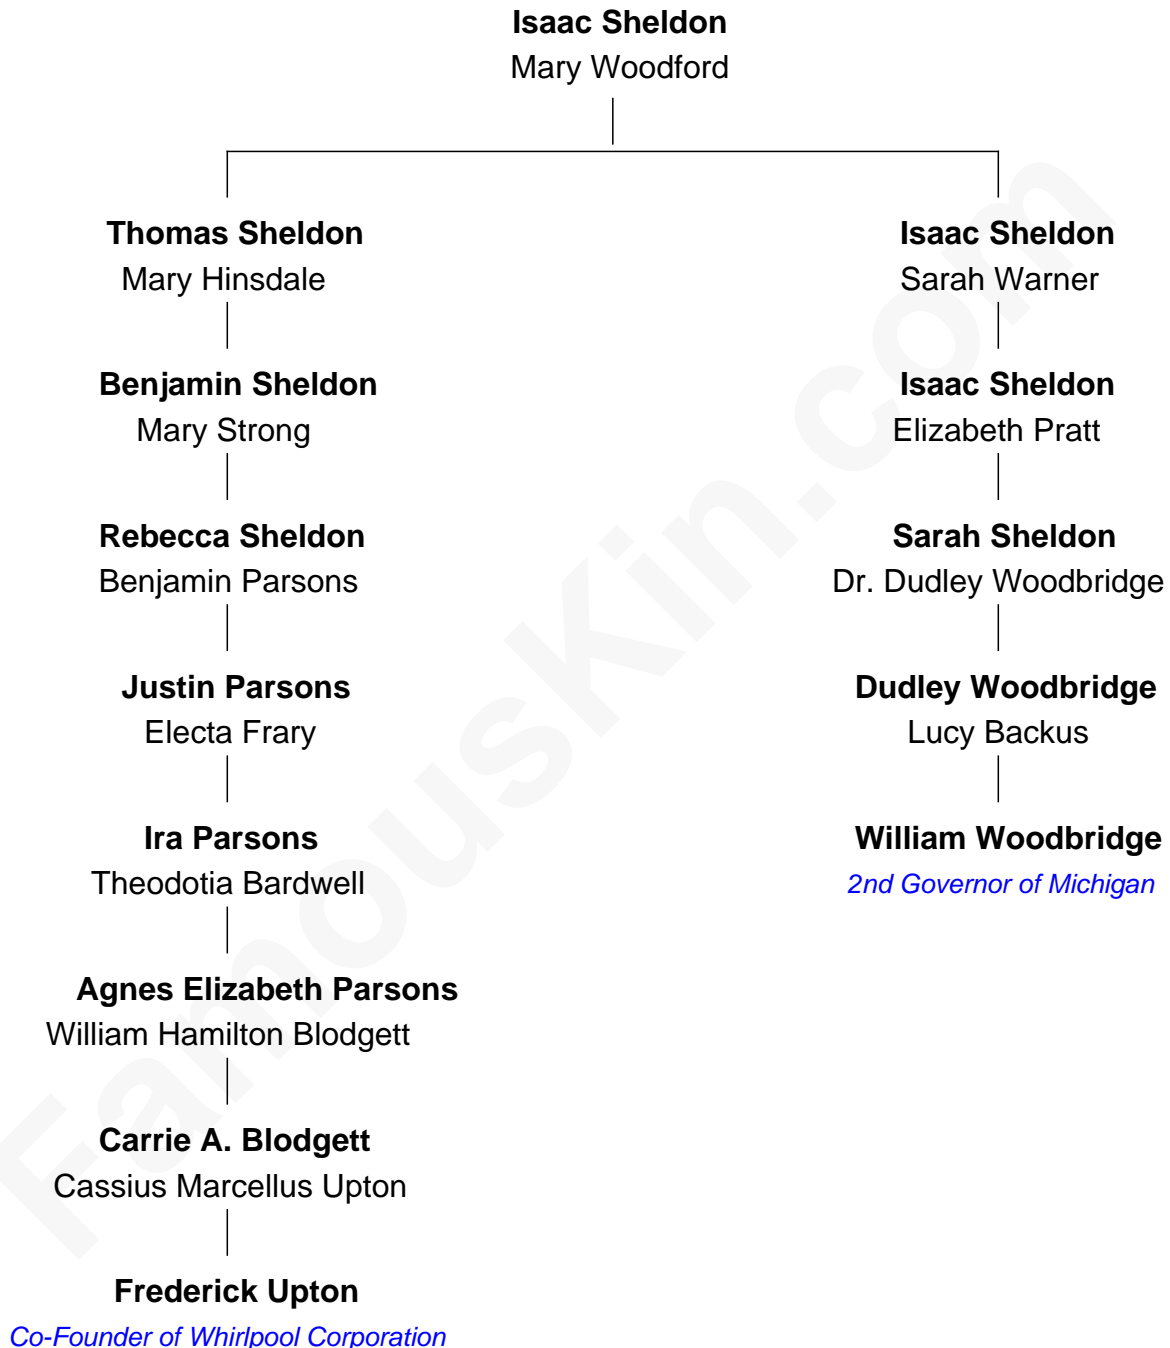 Isaac Sheldon
Mary Woodford
Thomas Sheldon
Mary Hinsdale
Benjamin Sheldon
Mary Strong
Rebecca Sheldon
Benjamin Parsons
Justin Parsons
Electa Frary
Ira Parsons
Theodotia Bardwell
Agnes Elizabeth Parsons
William Hamilton Blodgett
Carrie A. Blodgett
Cassius Marcellus Upton
Frederick Upton
Co-Founder of Whirlpool Corporation
Isaac Sheldon
Sarah Warner
Isaac Sheldon
Elizabeth Pratt
Sarah Sheldon
Dr. Dudley Woodbridge
Dudley Woodbridge
Lucy Backus
William Woodbridge
2nd Governor of Michigan
FamousKin.com